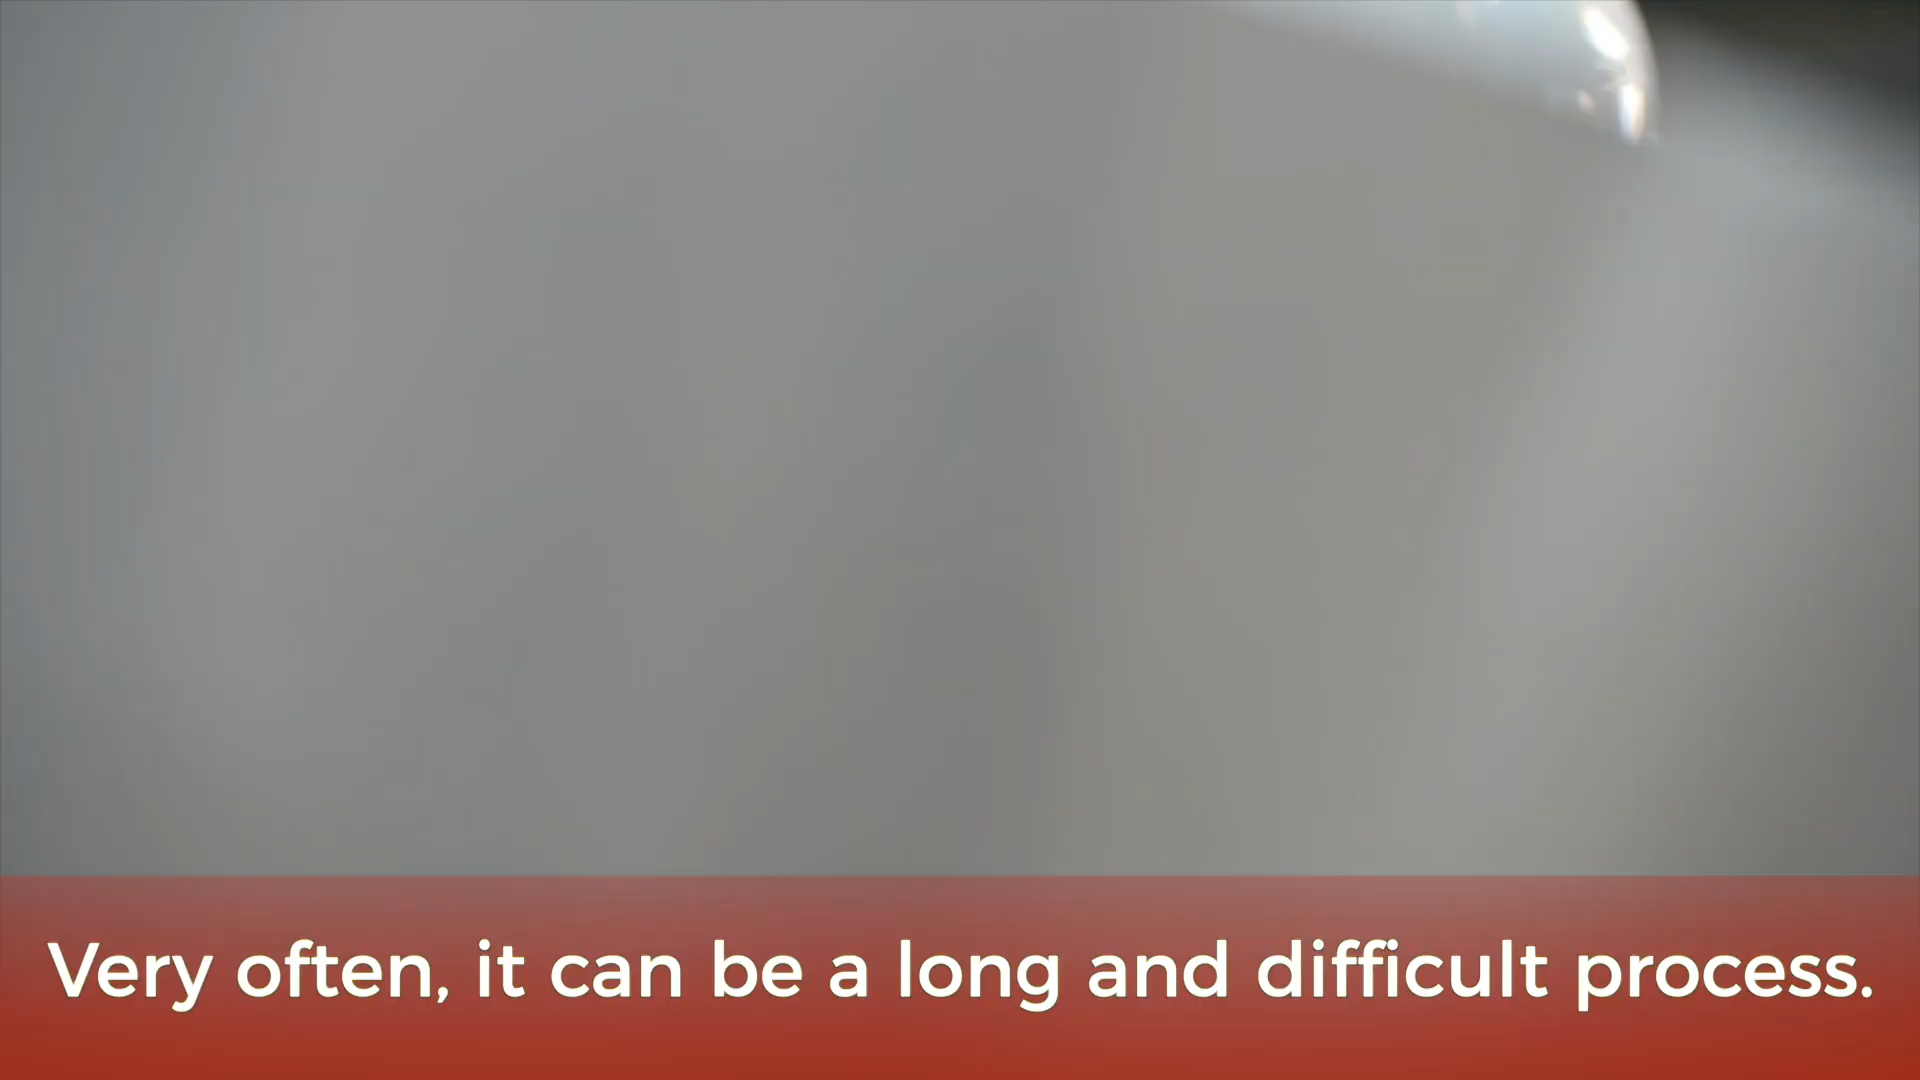 Very often, it can be a long and difficult process.